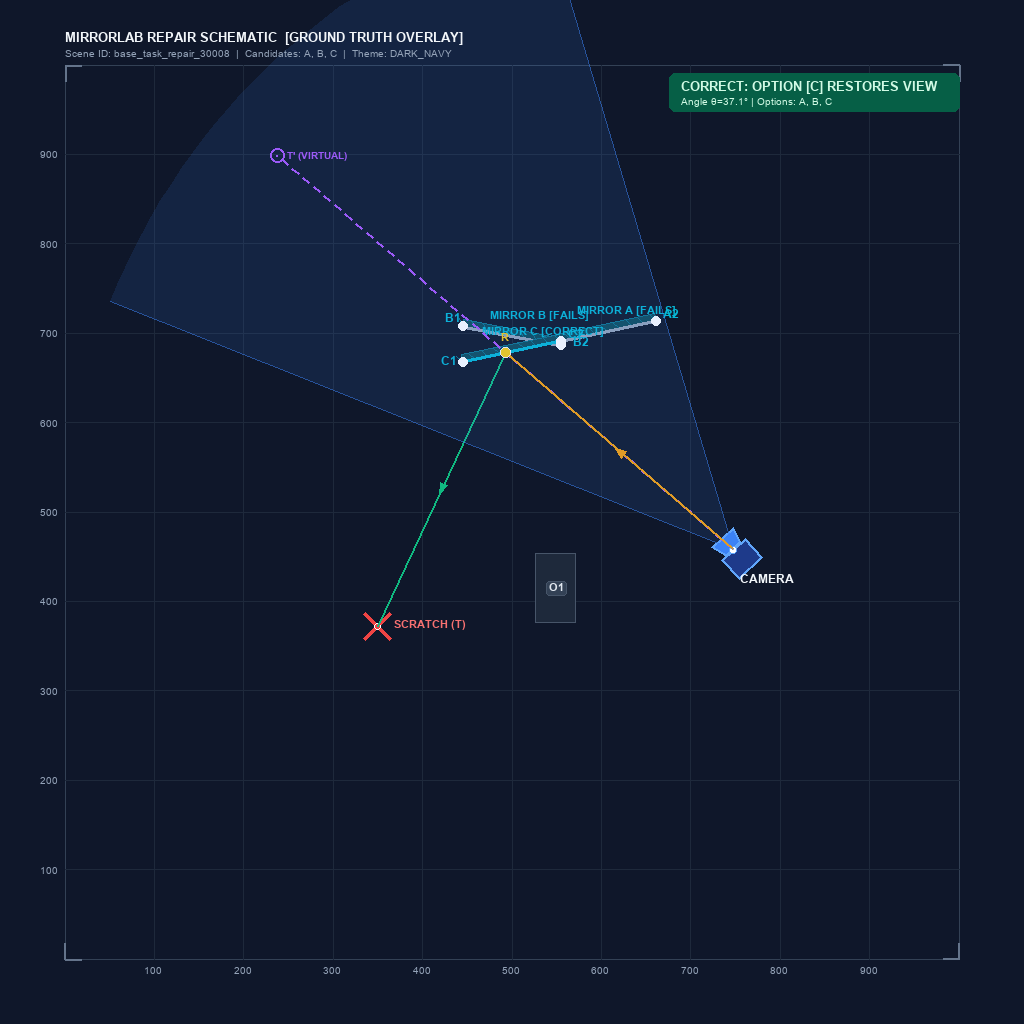 MIRRORLAB REPAIR SCHEMATIC [GROUND TRUTH OVERLAY]
Scene ID: base_task_repair_30008 | Candidates: A, B, C | Theme: DARK_NAVY
CORRECT: OPTION [C] RESTORES VIEW
Angle θ=37.1° | Options: A, B, C
T' (VIRTUAL)
MIRROR A [FAILS]
A2
B1
MIRROR B [FAILS]
MIRROR C [CORRECT]
R
B2
C1
CAMERA
O1
SCRATCH (T)
900
800
700
600
500
400
300
200
100
100 200 300 400 500 600 700 800 900